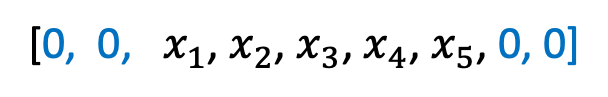 [0, 0, x₁, x₂, x₃, x₄, x₅, 0, 0]